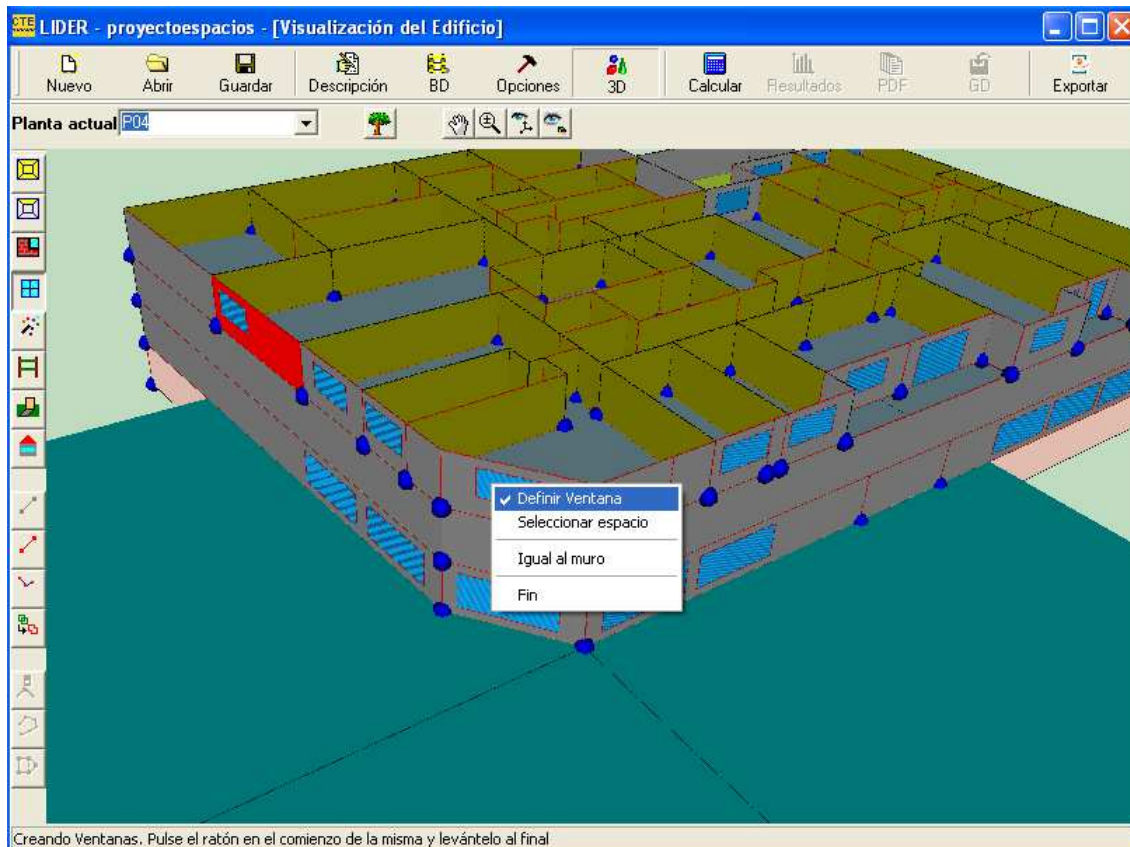 CTE LIDER - proyectoespacios - [Visualización del Edificio]
Nuevo Abrir Guardar Descripción BD Opciones 3D Calcular Resultados PDF GD Exportar
Planta actual P04
Definir Ventana
Seleccionar espacio
Igual al muro
Fin
Creando Ventanas. Pulse el ratón en el comienzo de la misma y levántelo al final